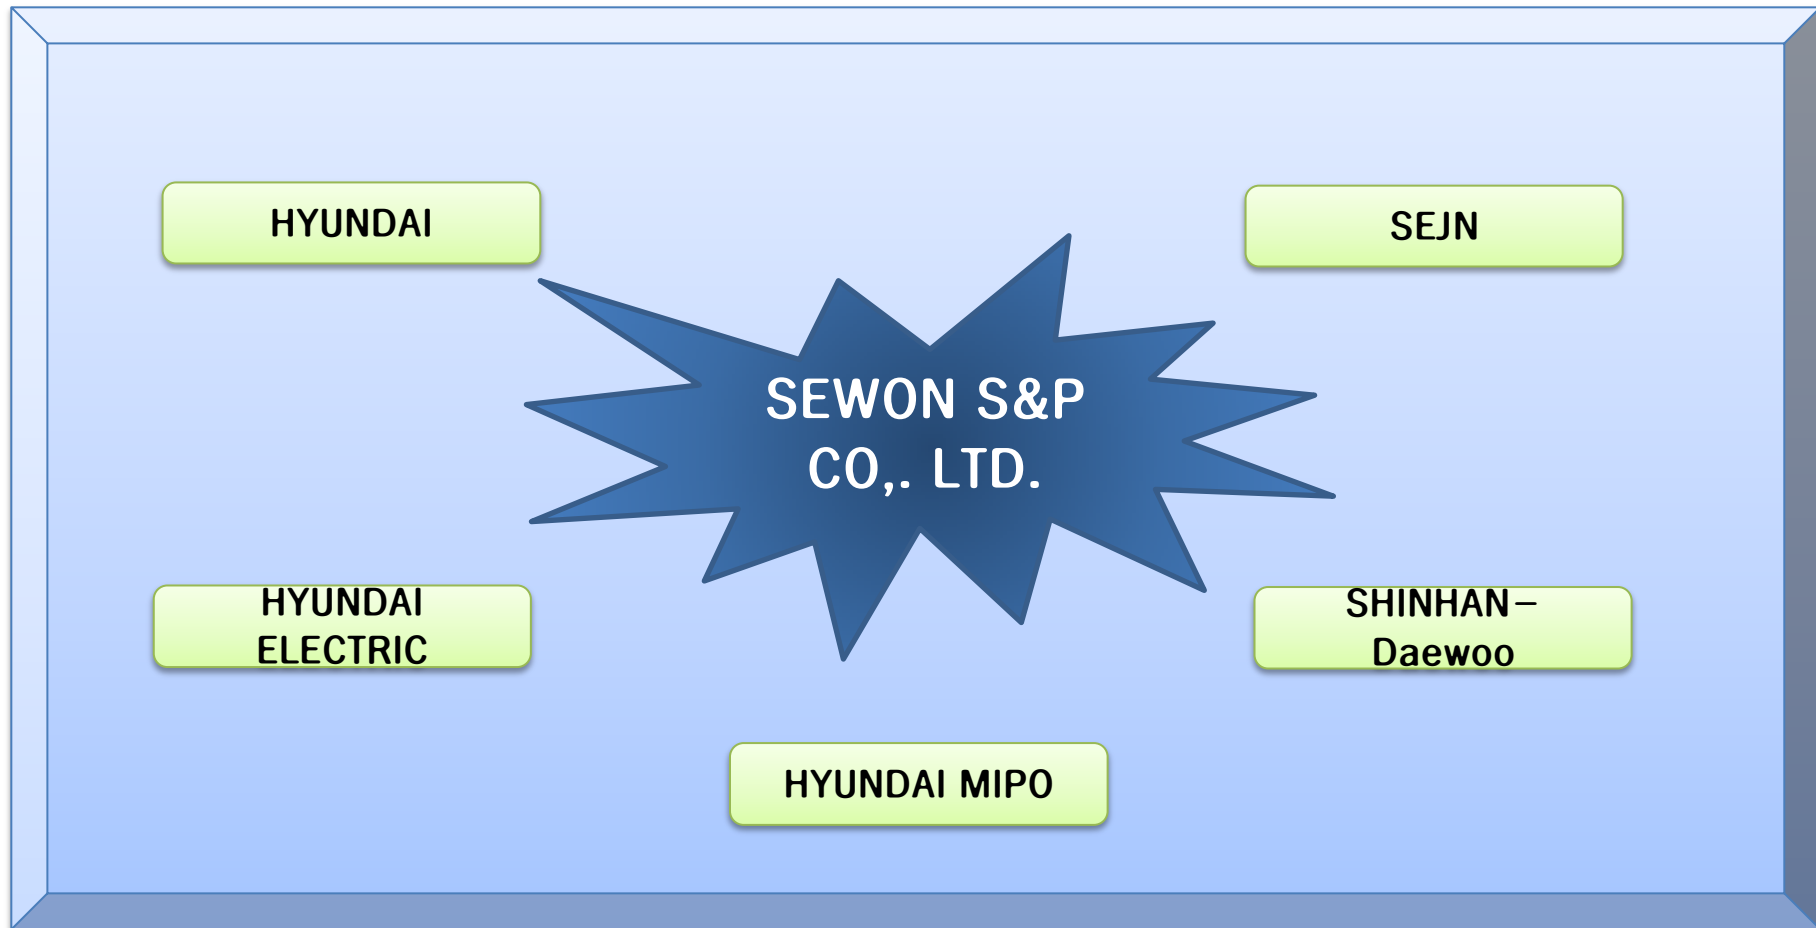 HYUNDAI
SEJN
SEWON S&P
CO,. LTD.
HYUNDAI
ELECTRIC
SHINHAN–
Daewoo
HYUNDAI MIPO